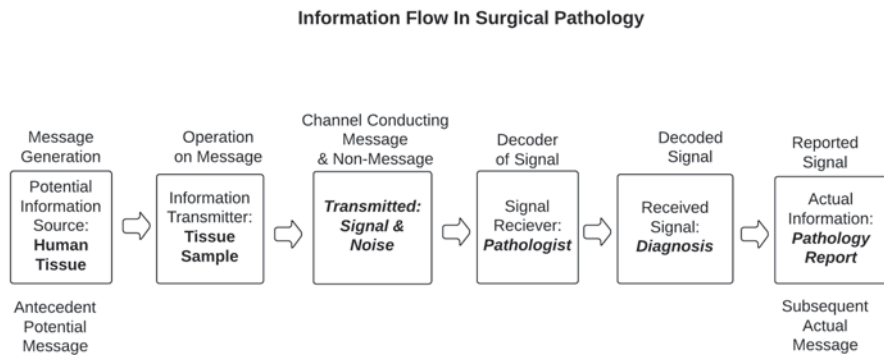 Information Flow In Surgical Pathology
Message
Generation
Potential
Information
Source:
Human
Tissue
Antecedent
Potential
Message
Operation
on Message
Information
Transmitter:
Tissue
Sample
Channel Conducting
Message
& Non-Message
Transmitted:
Signal &
Noise
Decoder
of Signal
Signal
Reciever:
Pathologist
Decoded
Signal
Received
Signal:
Diagnosis
Reported
Signal
Actual
Information:
Pathology
Report
Subsequent
Actual
Message